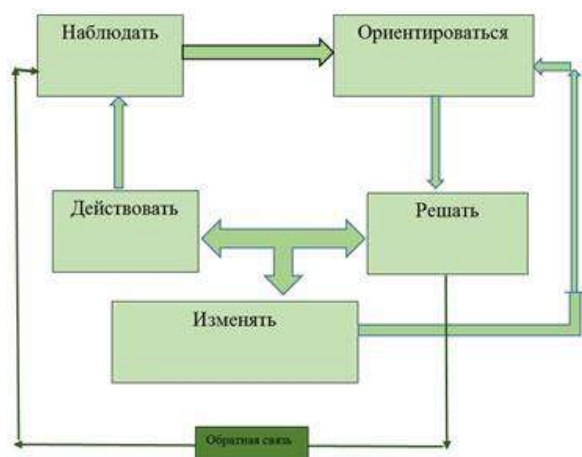 Наблюдать
Ориентироваться
Действовать
Решать
Изменять
Обратная связь